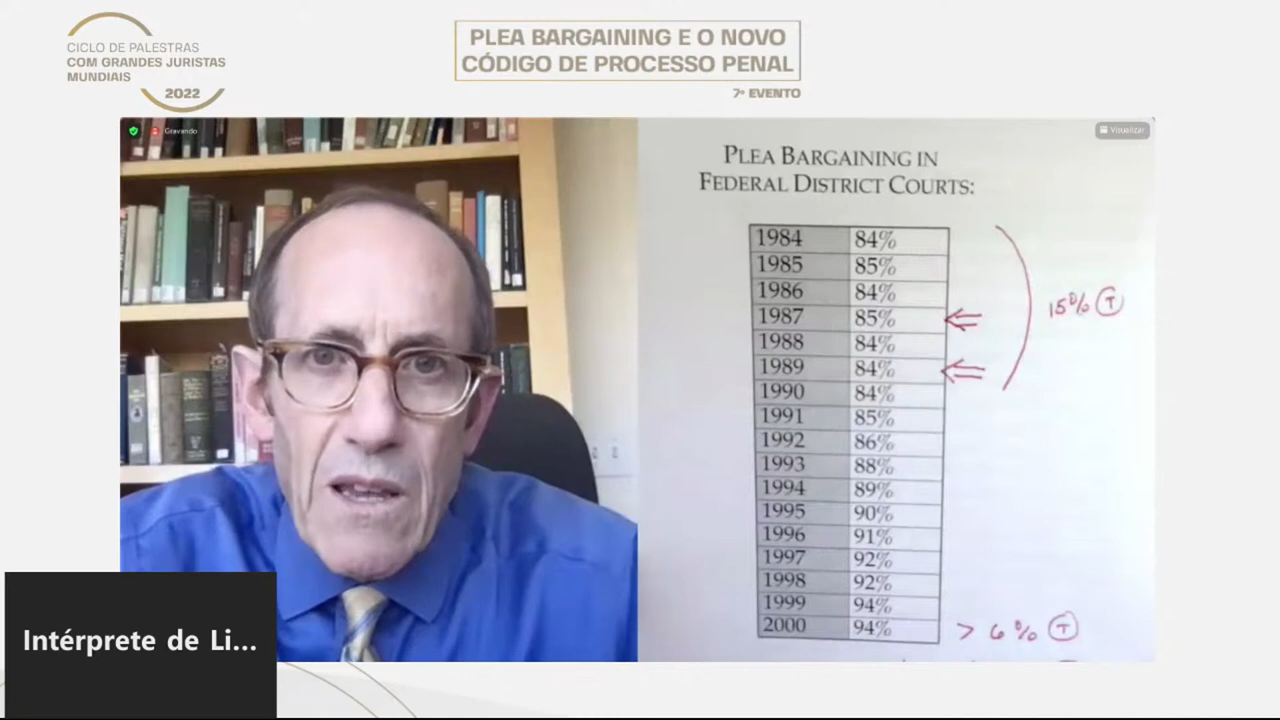 CICLO DE PALESTRAS
COM GRANDES JURISTAS
MUNDIAIS
2022
PLEA BARGAINING E O NOVO
CÓDIGO DE PROCESSO PENAL
7º EVENTO
Gravando
Visualizar
PLEA BARGAINING IN
FEDERAL DISTRICT COURTS:
1984 84%
1985 85%
1986 84%
1987 85%
1988 84%
1989 84%
1990 84%
1991 85%
1992 86%
1993 88%
1994 89%
1995 90%
1996 91%
1997 92%
1998 92%
1999 94%
2000 94%
15% T
> 6% T
Intérprete de Li...